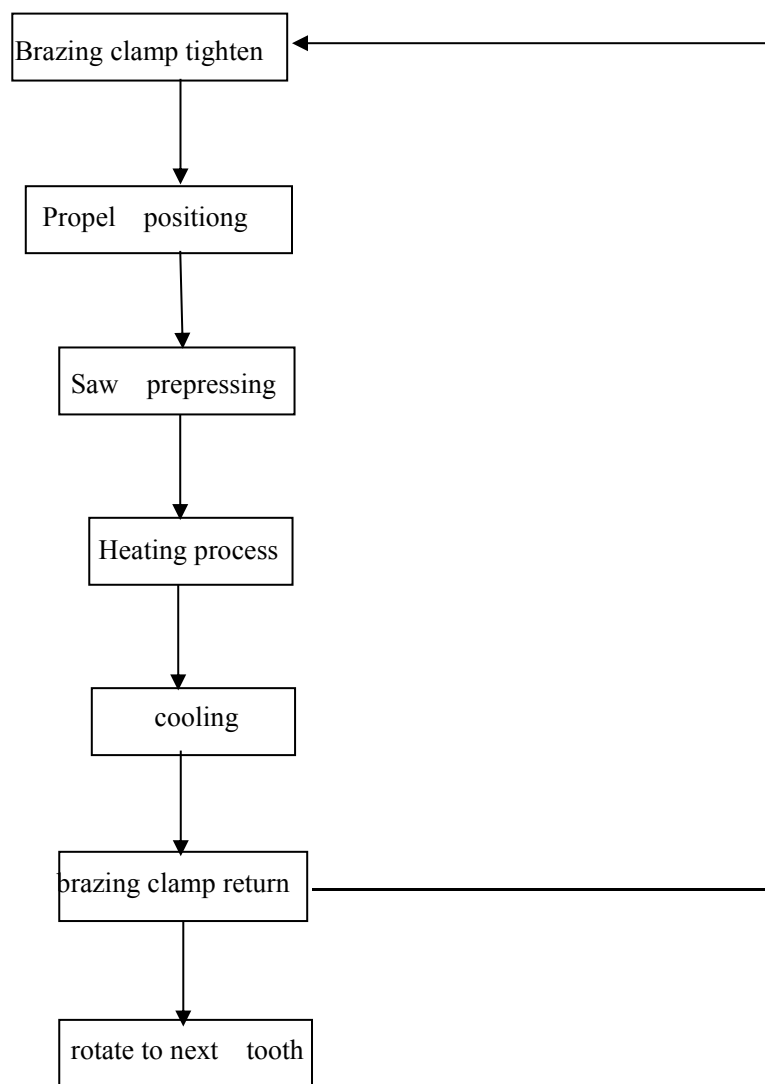 Brazing clamp tighten
Propel positiong
Saw prepressing
Heating process
cooling
brazing clamp return
rotate to next tooth